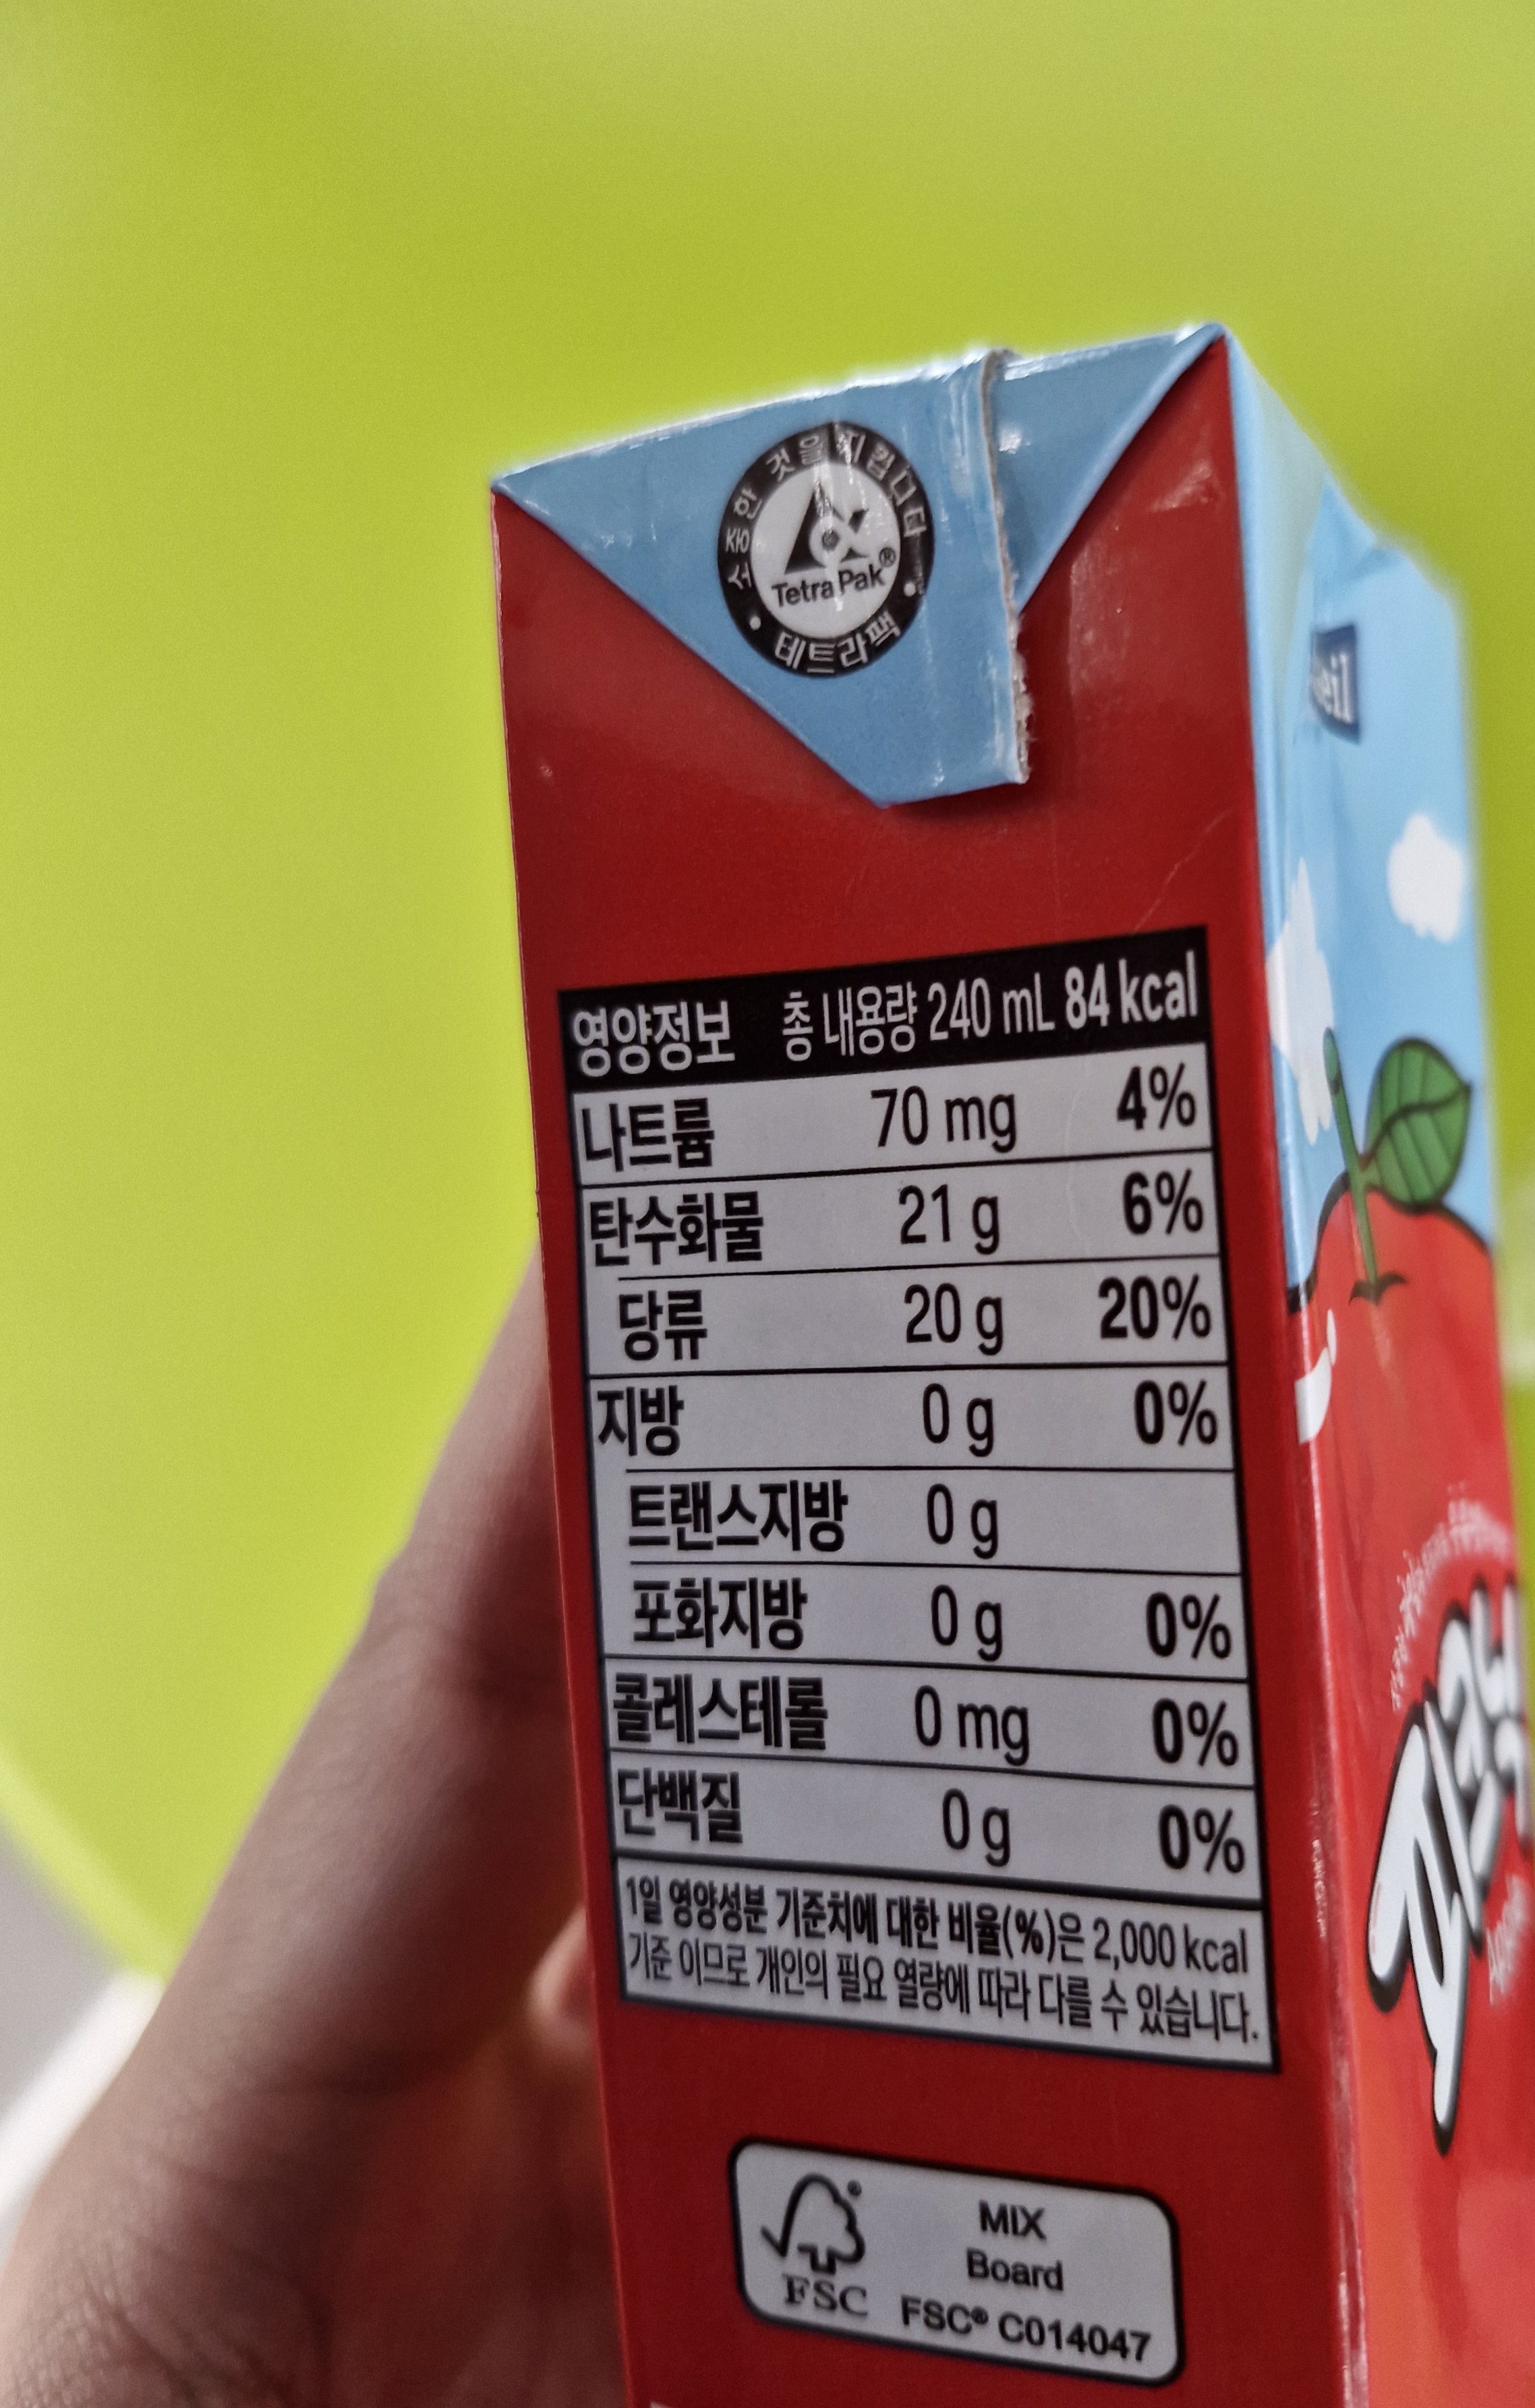 소중한 것을 지킵니다
TetraPak®
테트라팩
영양정보 총 내용량 240 mL 84 kcal
나트륨 70 mg 4%
탄수화물 21 g 6%
당류 20 g 20%
지방 0 g 0%
트랜스지방 0 g
포화지방 0 g 0%
콜레스테롤 0 mg 0%
단백질 0 g 0%
1일 영양성분 기준치에 대한 비율(%)은 2,000 kcal
기준 이므로 개인의 필요 열량에 따라 다를 수 있습니다.
FSC
MIX
Board
FSC® C014047
eil
피크닉